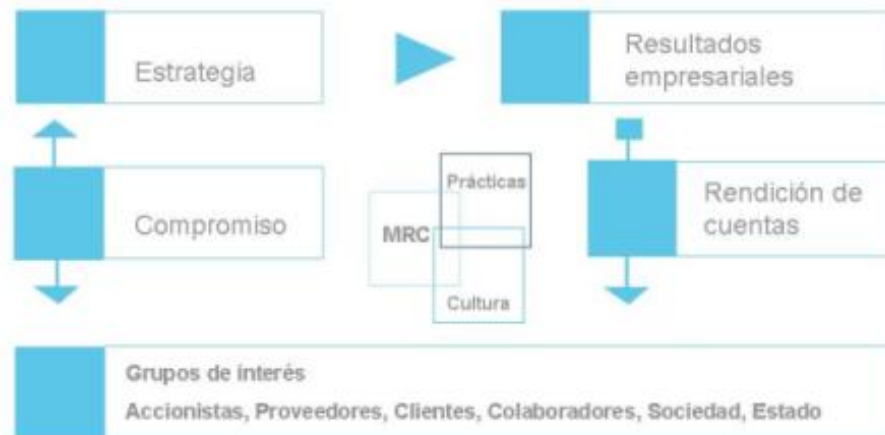 Estrategia
Resultados
empresariales
Compromiso
Prácticas
MRC
Cultura
Rendición de
cuentas
Grupos de interés
Accionistas, Proveedores, Clientes, Colaboradores, Sociedad, Estado